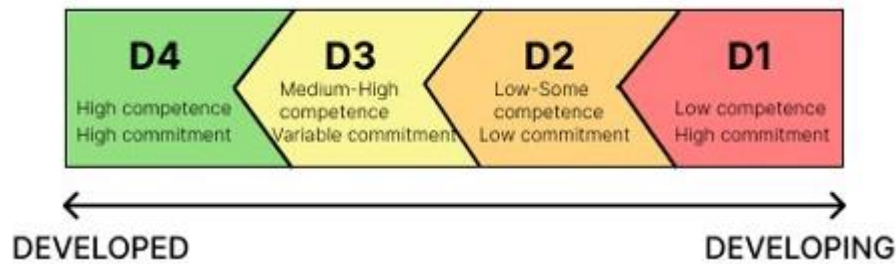 D4
High competence
High commitment
D3
Medium-High
competence
Variable commitment
D2
Low-Some
competence
Low commitment
D1
Low competence
High commitment
DEVELOPED
DEVELOPING